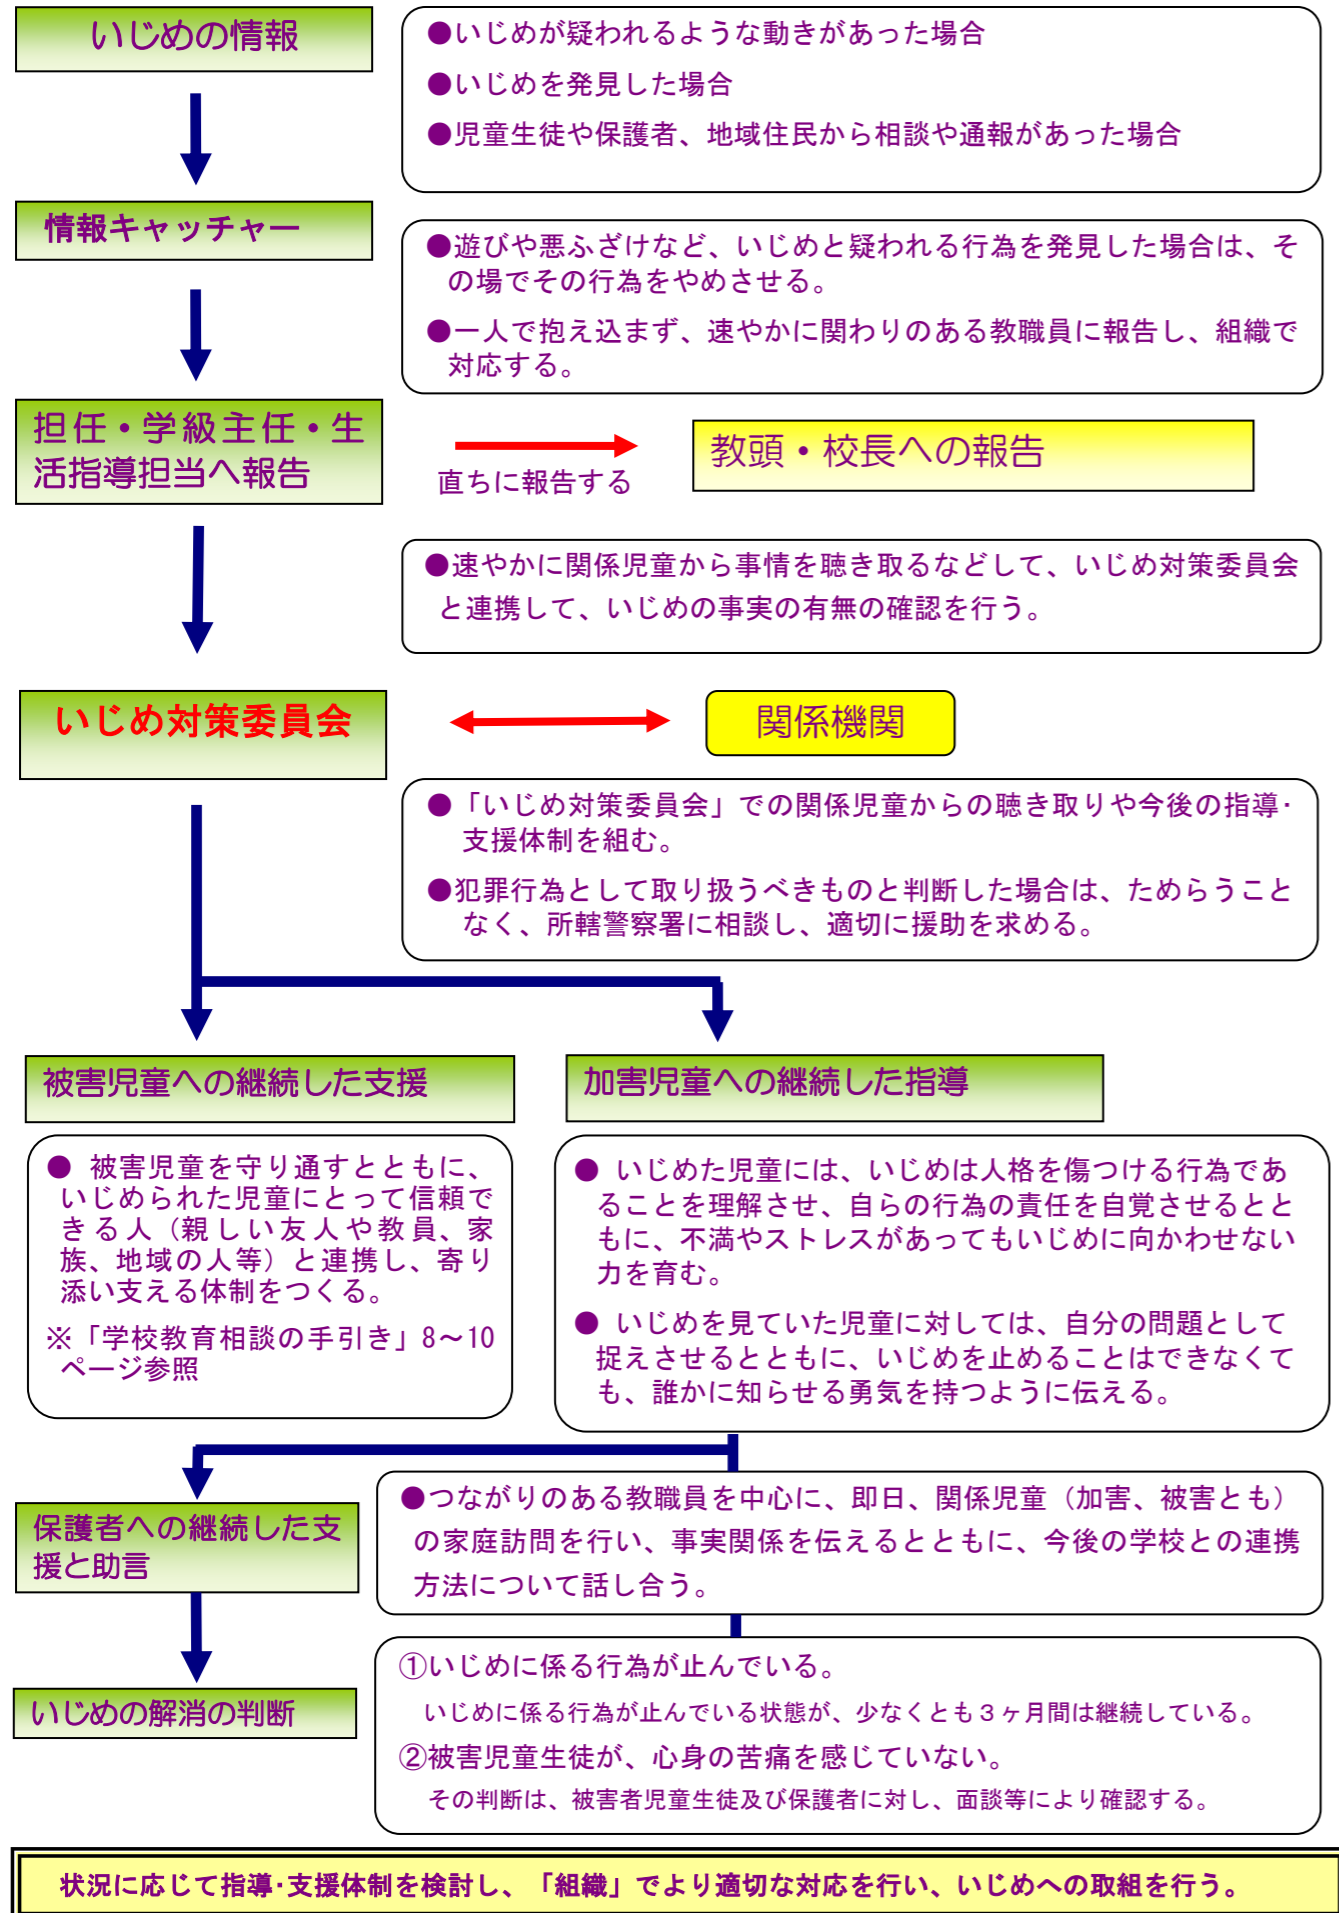 いじめの情報
●いじめが疑われるような動きがあった場合
●いじめを発見した場合
●児童生徒や保護者、地域住民から相談や通報があった場合
情報キャッチャー
●遊びや悪ふざけなど、いじめと疑われる行為を発見した場合は、そ
の場でその行為をやめさせる。
●一人で抱え込まず、速やかに関わりのある教職員に報告し、組織で
対応する。
担任・学級主任・生
活指導担当へ報告
直ちに報告する
教頭・校長への報告
●速やかに関係児童から事情を聴き取るなどして、いじめ対策委員会
と連携して、いじめの事実の有無の確認を行う。
いじめ対策委員会
関係機関
●「いじめ対策委員会」での関係児童からの聴き取りや今後の指導･
支援体制を組む。
●犯罪行為として取り扱うべきものと判断した場合は、ためらうこと
なく、所轄警察署に相談し、適切に援助を求める。
被害児童への継続した支援
● 被害児童を守り通すとともに、
いじめられた児童にとって信頼で
きる人（親しい友人や教員、家
族、地域の人等）と連携し、寄り
添い支える体制をつくる。
※「学校教育相談の手引き」8～10
ページ参照
加害児童への継続した指導
● いじめた児童には、いじめは人格を傷つける行為であ
ることを理解させ、自らの行為の責任を自覚させるとと
もに、不満やストレスがあってもいじめに向かわせない
力を育む。
● いじめを見ていた児童に対しては、自分の問題として
捉えさせるとともに、いじめを止めることはできなくて
も、誰かに知らせる勇気を持つように伝える。
保護者への継続した支
援と助言
●つながりのある教職員を中心に、即日、関係児童（加害、被害とも）
の家庭訪問を行い、事実関係を伝えるとともに、今後の学校との連携
方法について話し合う。
いじめの解消の判断
①いじめに係る行為が止んでいる。
いじめに係る行為が止んでいる状態が、少なくとも３ヶ月間は継続している。
②被害児童生徒が、心身の苦痛を感じていない。
その判断は、被害者児童生徒及び保護者に対し、面談等により確認する。
状況に応じて指導･支援体制を検討し、「組織」でより適切な対応を行い、いじめへの取組を行う。